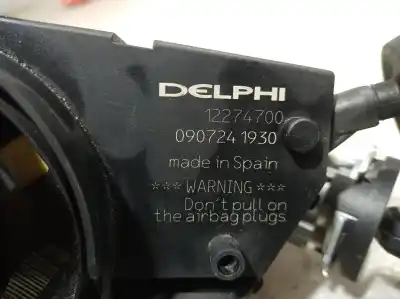 DELPHI
12274700
090724 1930
made in Spain
*** WARNING ***
Don't pull on
the airbag plugs